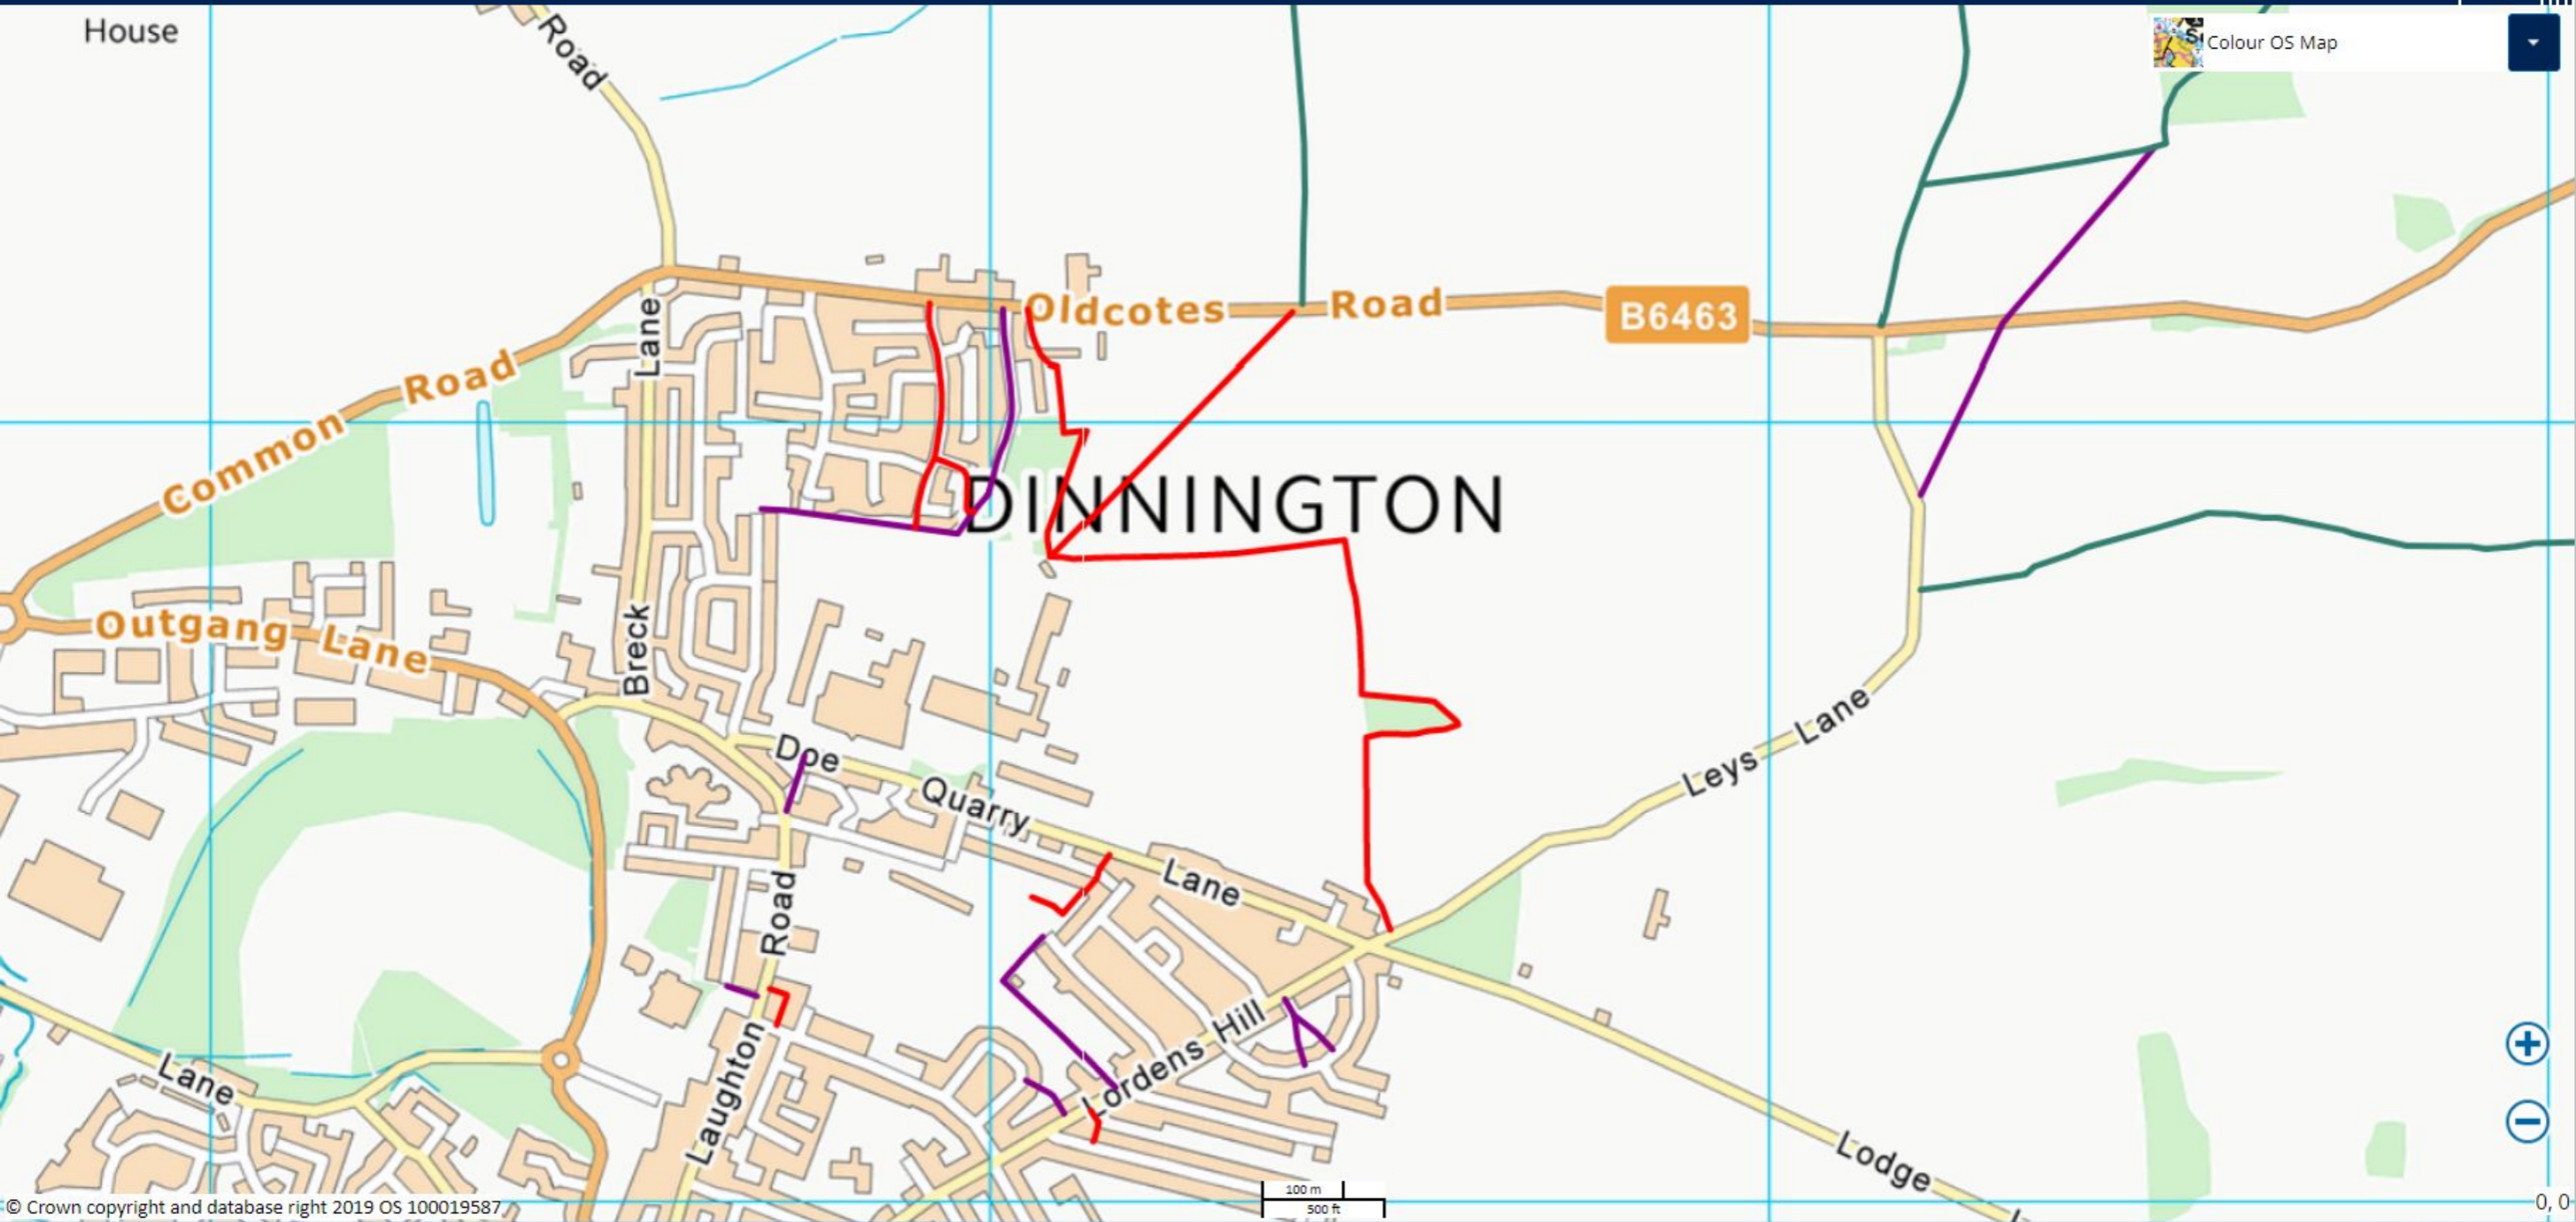 House
Road
Colour OS Map
Oldcotes Road
B6463
Lane
Common Road
DINNINGTON
Outgang Lane
Breck
Leys Lane
Doe Quarry Lane
Road
Lordens Hill
Laughton
Lane
Lodge
100 m
500 ft
© Crown copyright and database right 2019 OS 100019587
0, 0